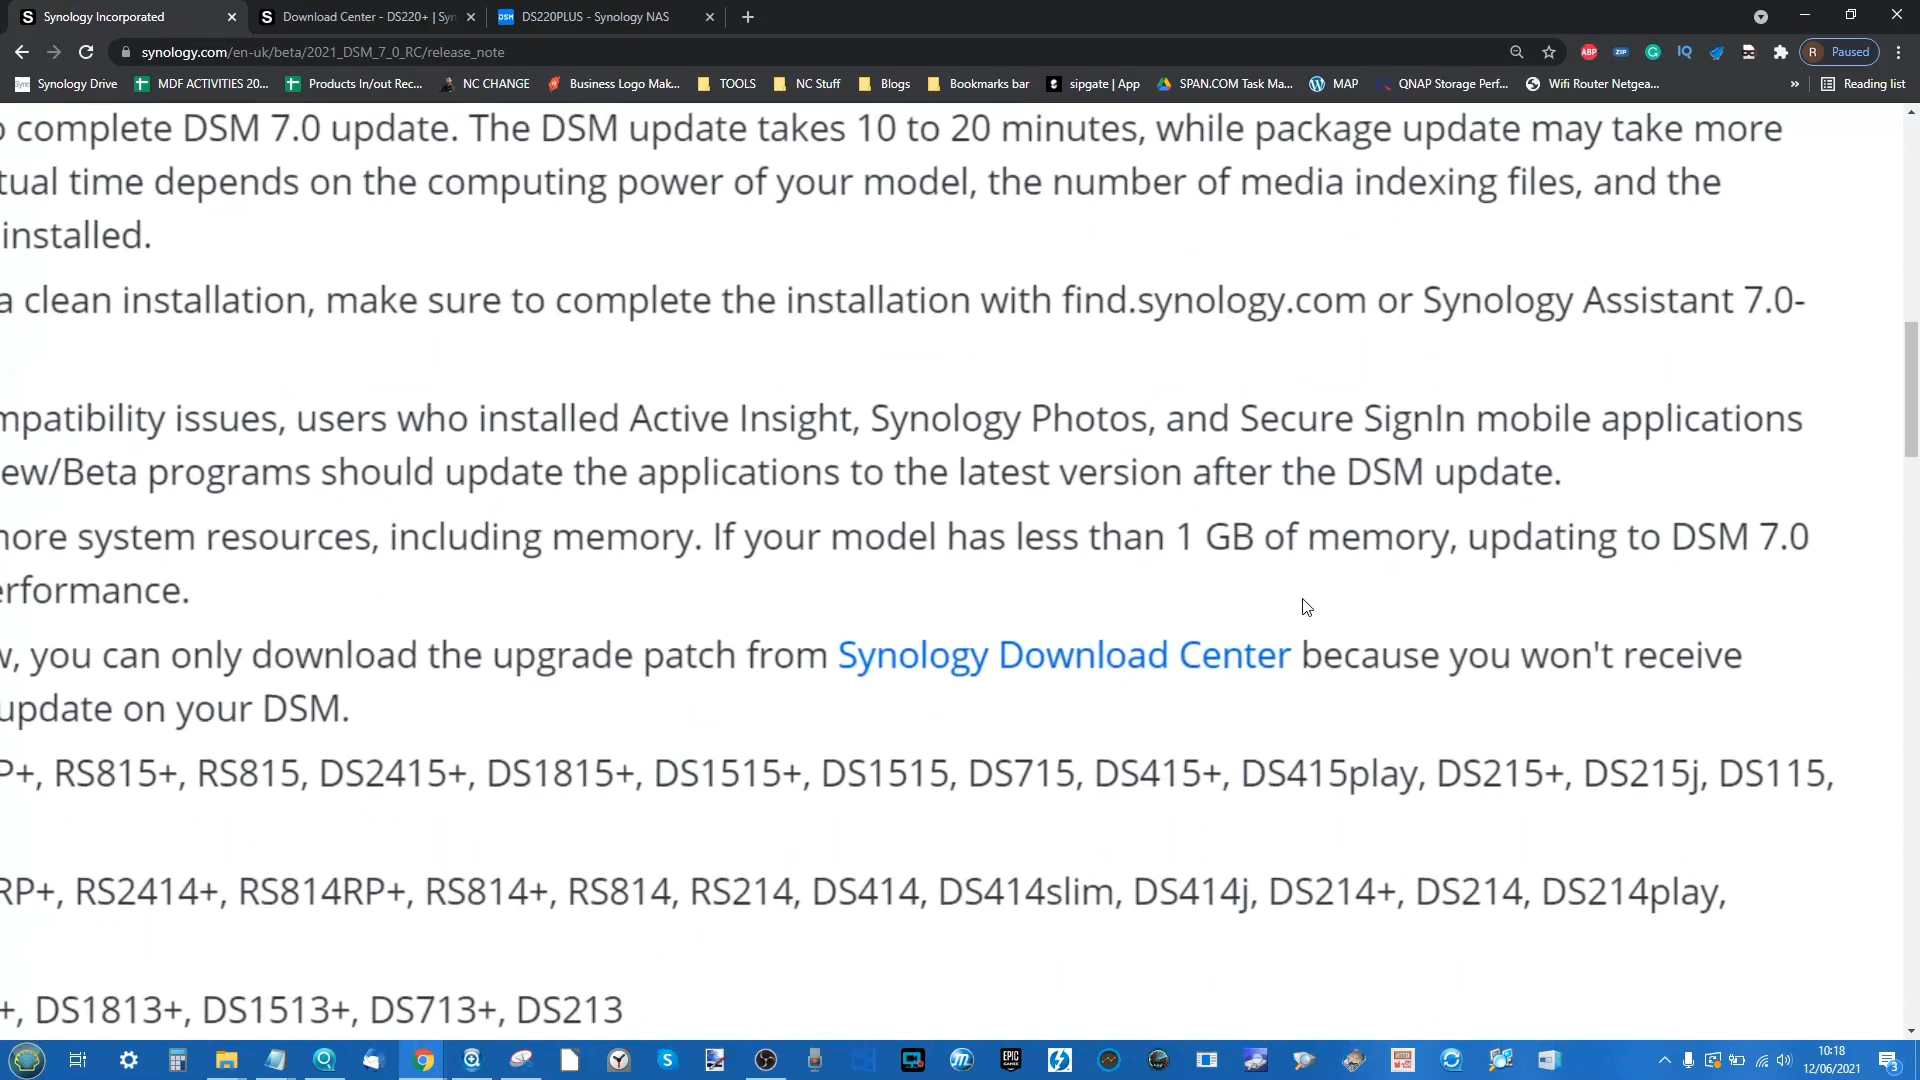 Synology Incorporated
Download Center - DS220+ | Syn
DS220PLUS - Synology NAS
synology.com/en-uk/beta/2021_DSM_7_0_RC/release_note
ABP
ZIP
IQ
R Paused
Synology Drive
MDF ACTIVITIES 20...
Products In/out Rec...
NC CHANGE
Business Logo Mak...
TOOLS
NC Stuff
Blogs
Bookmarks bar
sipgate | App
SPAN.COM Task Ma...
MAP
QNAP Storage Perf...
Wifi Router Netgea...
»
Reading list
o complete DSM 7.0 update. The DSM update takes 10 to 20 minutes, while package update may take more
tual time depends on the computing power of your model, the number of media indexing files, and the
installed.
a clean installation, make sure to complete the installation with find.synology.com or Synology Assistant 7.0-
mpatibility issues, users who installed Active Insight, Synology Photos, and Secure SignIn mobile applications
ew/Beta programs should update the applications to the latest version after the DSM update.
more system resources, including memory. If your model has less than 1 GB of memory, updating to DSM 7.0
erformance.
w, you can only download the upgrade patch from Synology Download Center because you won't receive
update on your DSM.
P+, RS815+, RS815, DS2415+, DS1815+, DS1515+, DS1515, DS715, DS415+, DS415play, DS215+, DS215j, DS115,
RP+, RS2414+, RS814RP+, RS814+, RS814, RS214, DS414, DS414slim, DS414j, DS214+, DS214, DS214play,
+, DS1813+, DS1513+, DS713+, DS213
EPIC GAMES
10:18
12/06/2021
3